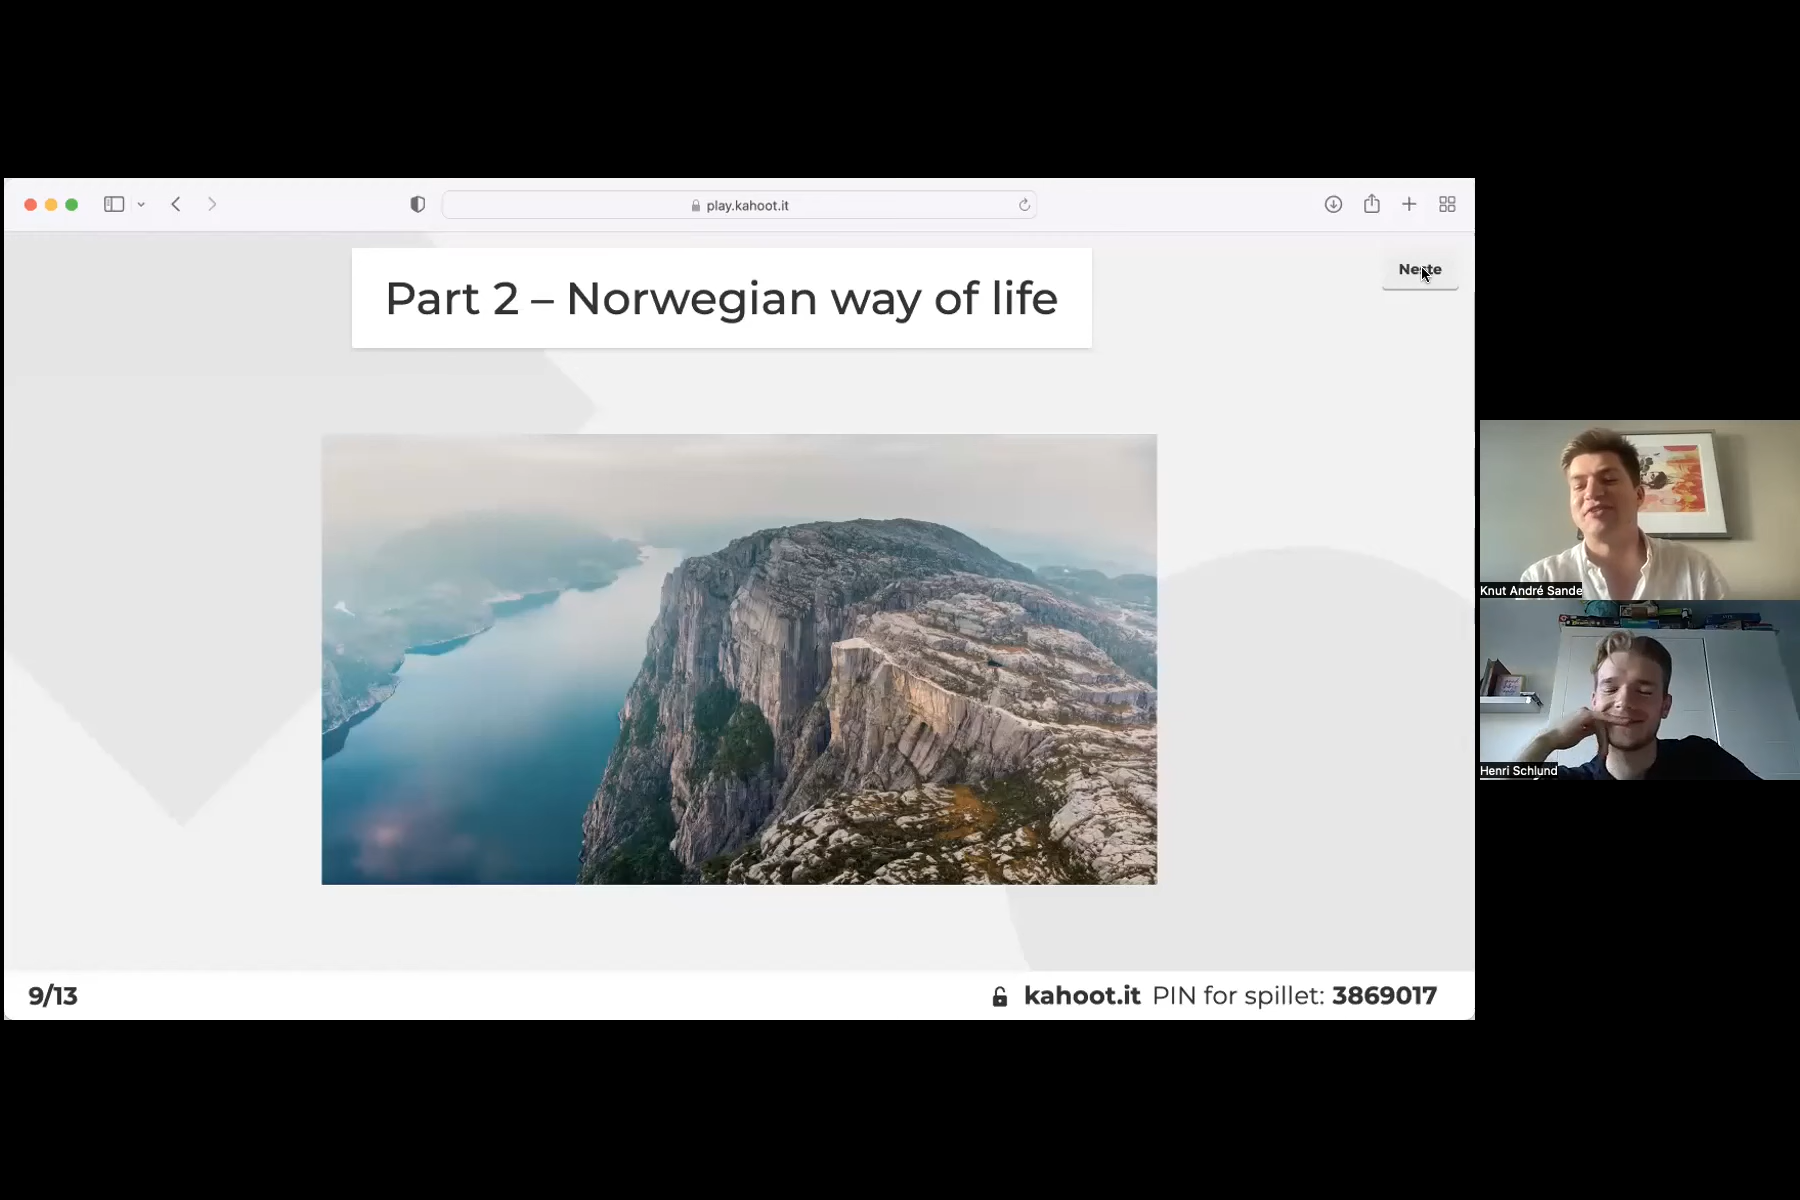 play.kahoot.it
Part 2 – Norwegian way of life
Neste
Knut André Sande
Henri Schlund
9/13
kahoot.it PIN for spillet: 3869017